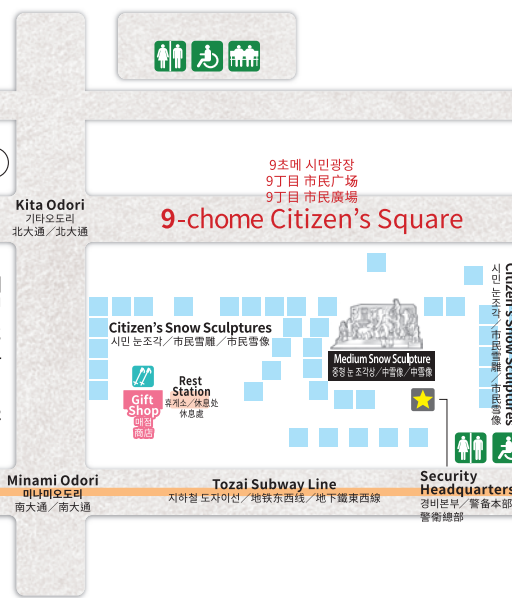 9초메 시민광장
9丁目 市民广场
9丁目 市民廣場
9-chome Citizen's Square
Kita Odori
기타오도리
北大通／北大通
Citizen's Snow Sculptures
시민 눈조각／市民雪雕／市民雪像
Medium Snow Sculpture
중형 눈 조각상／中雪像／中雪像
Citizen's Snow Sculptures
시민 눈조각／市民雪雕／市民雪像
Rest
Station
휴게소／休息处
休息處
Gift
Shop
매점
商店
Minami Odori
미나미오도리
南大通／南大通
Tozai Subway Line
지하철 도자이선／地铁东西线／地下鐵東西線
Security
Headquarters
경비본부／警备本部
警衛總部